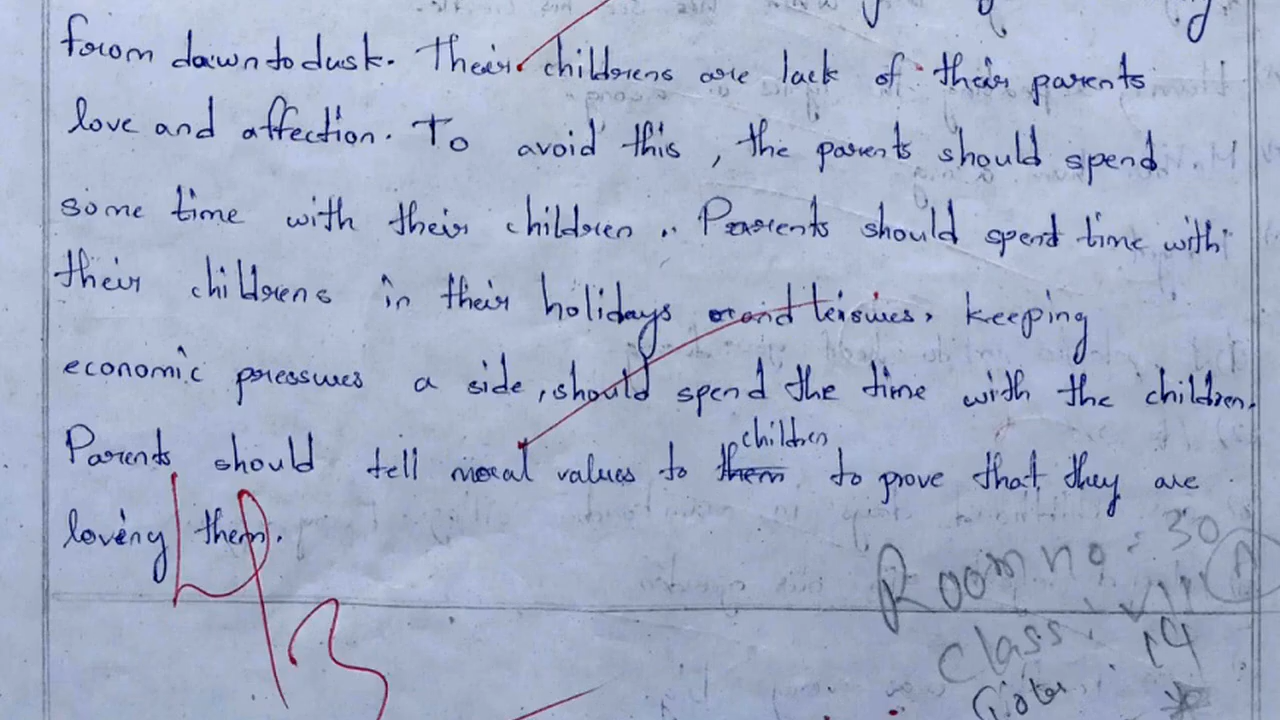 from dawn to dusk. Their childrens are lack of their parents
love and affection. To avoid this, the parents should spend
some time with their children.. Parents should spend time with
their childrens in their holidays and leisures, keeping
economic pressures a side, should spend the time with the children.
children
Parents should tell moral values to them to prove that they are
loving them.
Room no: 30
Class: VIII A
19